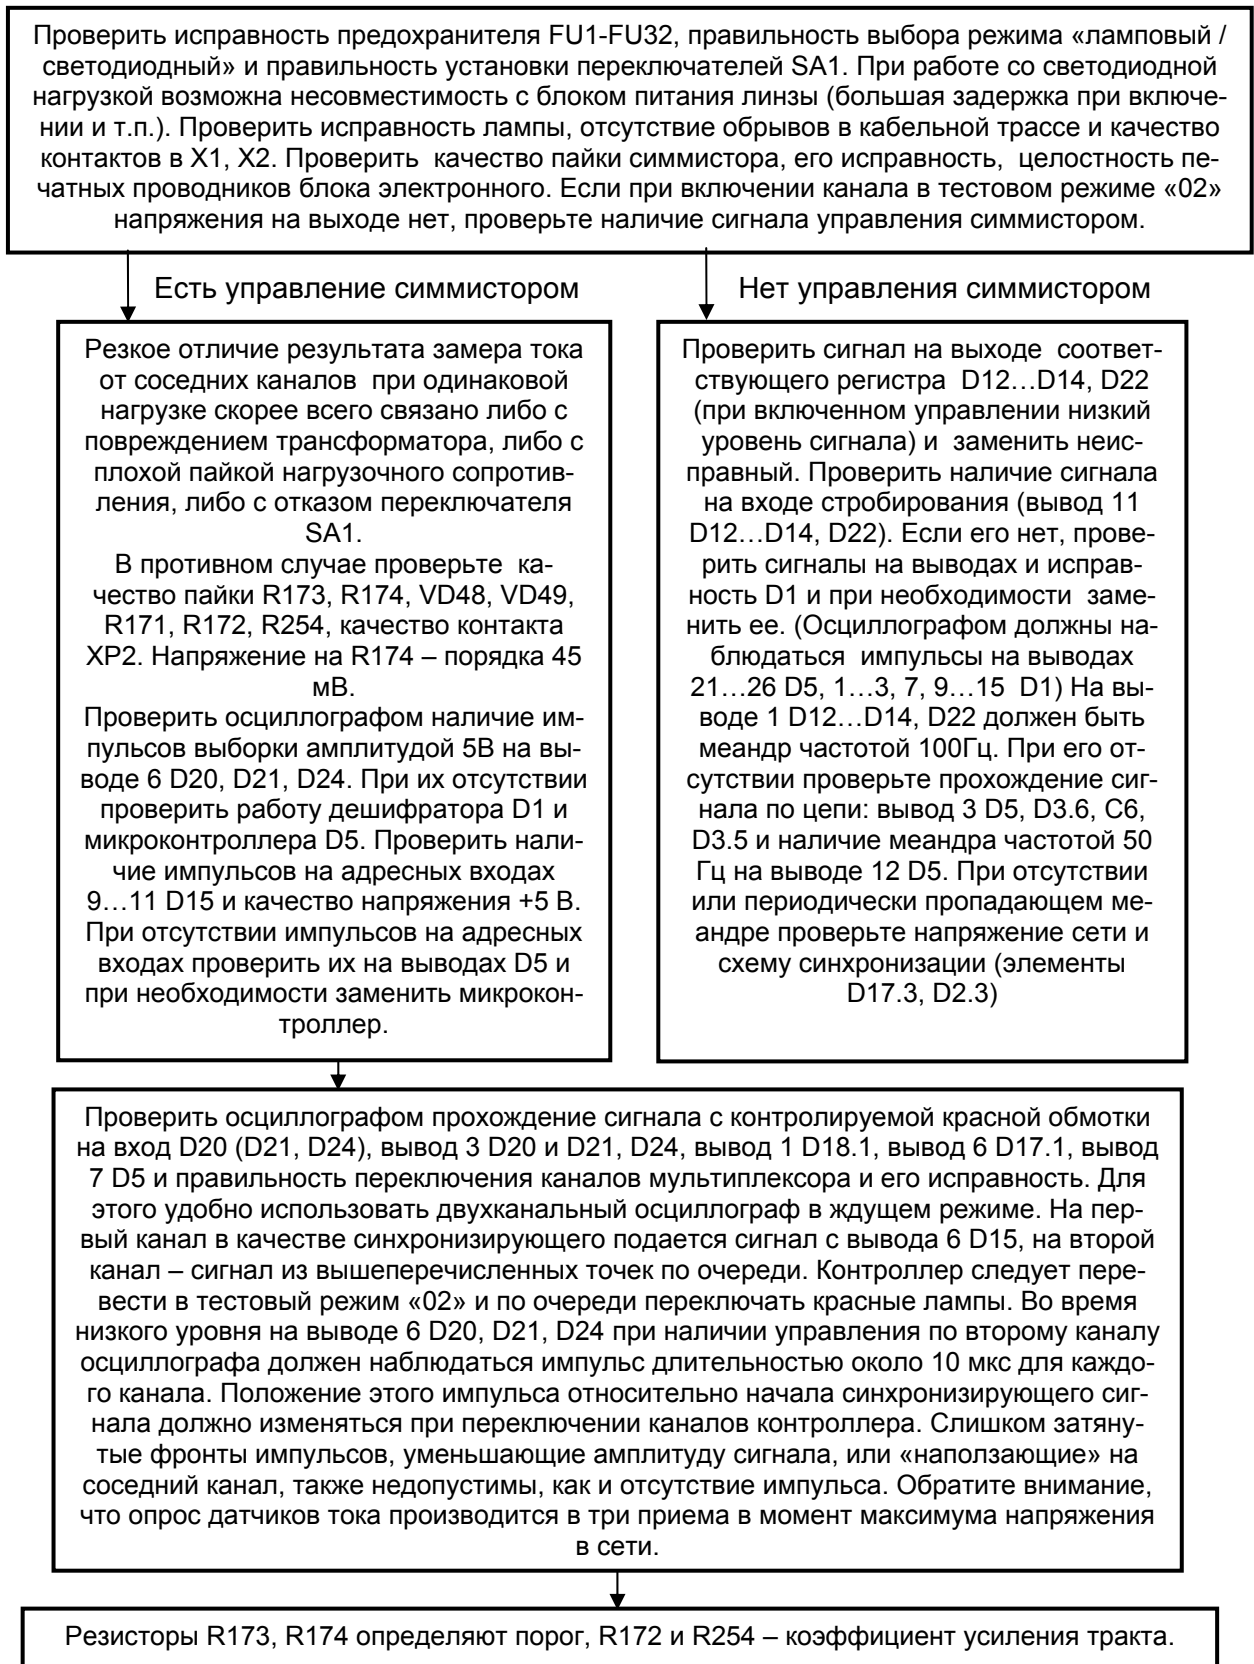 Проверить исправность предохранителя FU1-FU32, правильность выбора режима «ламповый /
светодиодный» и правильность установки переключателей SA1. При работе со светодиодной
нагрузкой возможна несовместимость с блоком питания линзы (большая задержка при включе-
нии и т.п.). Проверить исправность лампы, отсутствие обрывов в кабельной трассе и качество
контактов в X1, X2. Проверить качество пайки симмистора, его исправность, целостность пе-
чатных проводников блока электронного. Если при включении канала в тестовом режиме «02»
напряжения на выходе нет, проверьте наличие сигнала управления симмистором.
Есть управление симмистором
Резкое отличие результата замера тока
от соседних каналов при одинаковой
нагрузке скорее всего связано либо с
повреждением трансформатора, либо с
плохой пайкой нагрузочного сопротив-
ления, либо с отказом переключателя
SA1.
В противном случае проверьте ка-
чество пайки R173, R174, VD48, VD49,
R171, R172, R254, качество контакта
XP2. Напряжение на R174 – порядка 45
мВ.
Проверить осциллографом наличие им-
пульсов выборки амплитудой 5В на вы-
воде 6 D20, D21, D24. При их отсутствии
проверить работу дешифратора D1 и
микроконтроллера D5. Проверить нали-
чие импульсов на адресных входах
9…11 D15 и качество напряжения +5 В.
При отсутствии импульсов на адресных
входах проверить их на выводах D5 и
при необходимости заменить микрокон-
троллер.
Нет управления симмистором
Проверить сигнал на выходе соответ-
ствующего регистра D12…D14, D22
(при включенном управлении низкий
уровень сигнала) и заменить неис-
правный. Проверить наличие сигнала
на входе стробирования (вывод 11
D12…D14, D22). Если его нет, прове-
рить сигналы на выводах и исправ-
ность D1 и при необходимости заме-
нить ее. (Осциллографом должны на-
блюдаться импульсы на выводах
21…26 D5, 1…3, 7, 9…15 D1) На вы-
воде 1 D12…D14, D22 должен быть
меандр частотой 100Гц. При его от-
сутствии проверьте прохождение сиг-
нала по цепи: вывод 3 D5, D3.6, C6,
D3.5 и наличие меандра частотой 50
Гц на выводе 12 D5. При отсутствии
или периодически пропадающем ме-
андре проверьте напряжение сети и
схему синхронизации (элементы
D17.3, D2.3)
Проверить осциллографом прохождение сигнала с контролируемой красной обмотки
на вход D20 (D21, D24), вывод 3 D20 и D21, D24, вывод 1 D18.1, вывод 6 D17.1, вывод
7 D5 и правильность переключения каналов мультиплексора и его исправность. Для
этого удобно использовать двухканальный осциллограф в ждущем режиме. На пер-
вый канал в качестве синхронизирующего подается сигнал с вывода 6 D15, на второй
канал – сигнал из вышеперечисленных точек по очереди. Контроллер следует пере-
вести в тестовый режим «02» и по очереди переключать красные лампы. Во время
низкого уровня на выводе 6 D20, D21, D24 при наличии управления по второму каналу
осциллографа должен наблюдаться импульс длительностью около 10 мкс для каждо-
го канала. Положение этого импульса относительно начала синхронизирующего сиг-
нала должно изменяться при переключении каналов контроллера. Слишком затяну-
тые фронты импульсов, уменьшающие амплитуду сигнала, или «наползающие» на
соседний канал, также недопустимы, как и отсутствие импульса. Обратите внимание,
что опрос датчиков тока производится в три приема в момент максимума напряжения
в сети.
Резисторы R173, R174 определяют порог, R172 и R254 – коэффициент усиления тракта.